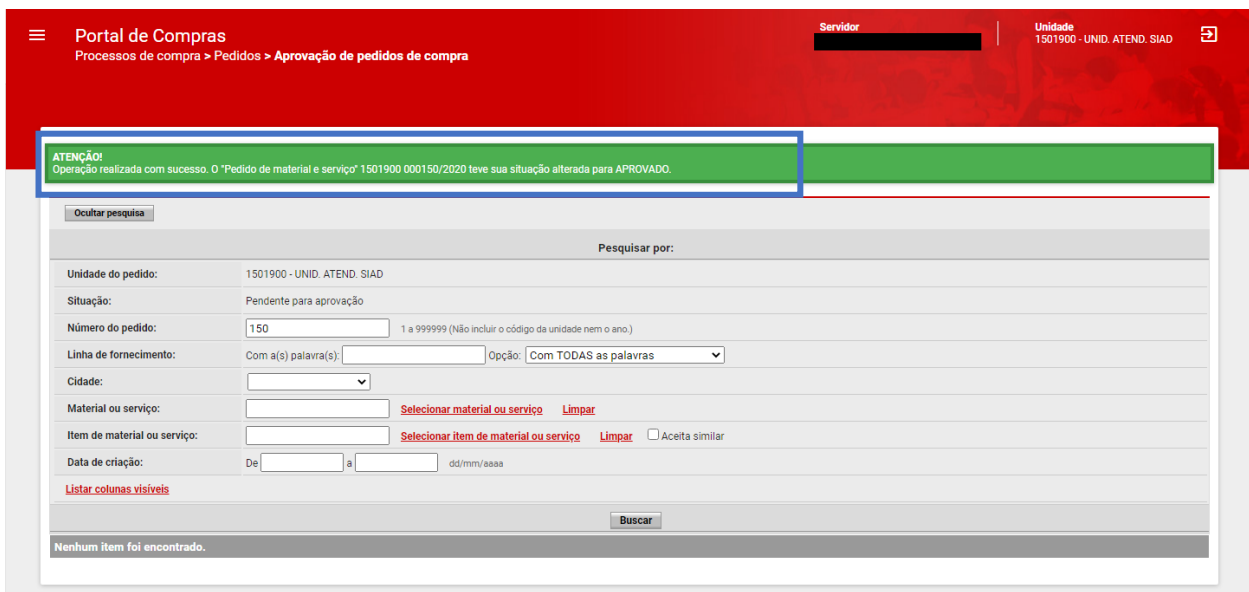 Portal de Compras
Processos de compra > Pedidos > Aprovação de pedidos de compra
Servidor
Unidade
1501900 - UNID. ATEND. SIAD
ATENÇÃO!
Operação realizada com sucesso. O "Pedido de material e serviço" 1501900 000150/2020 teve sua situação alterada para APROVADO.
Ocultar pesquisa
Pesquisar por:
Unidade do pedido: 1501900 - UNID. ATEND. SIAD
Situação: Pendente para aprovação
Número do pedido: 150 1 a 999999 (Não incluir o código da unidade nem o ano.)
Linha de fornecimento: Com a(s) palavra(s): Opção: Com TODAS as palavras
Cidade:
Material ou serviço: Selecionar material ou serviço Limpar
Item de material ou serviço: Selecionar item de material ou serviço Limpar Aceita similar
Data de criação: De a dd/mm/aaaa
Listar colunas visíveis
Buscar
Nenhum item foi encontrado.